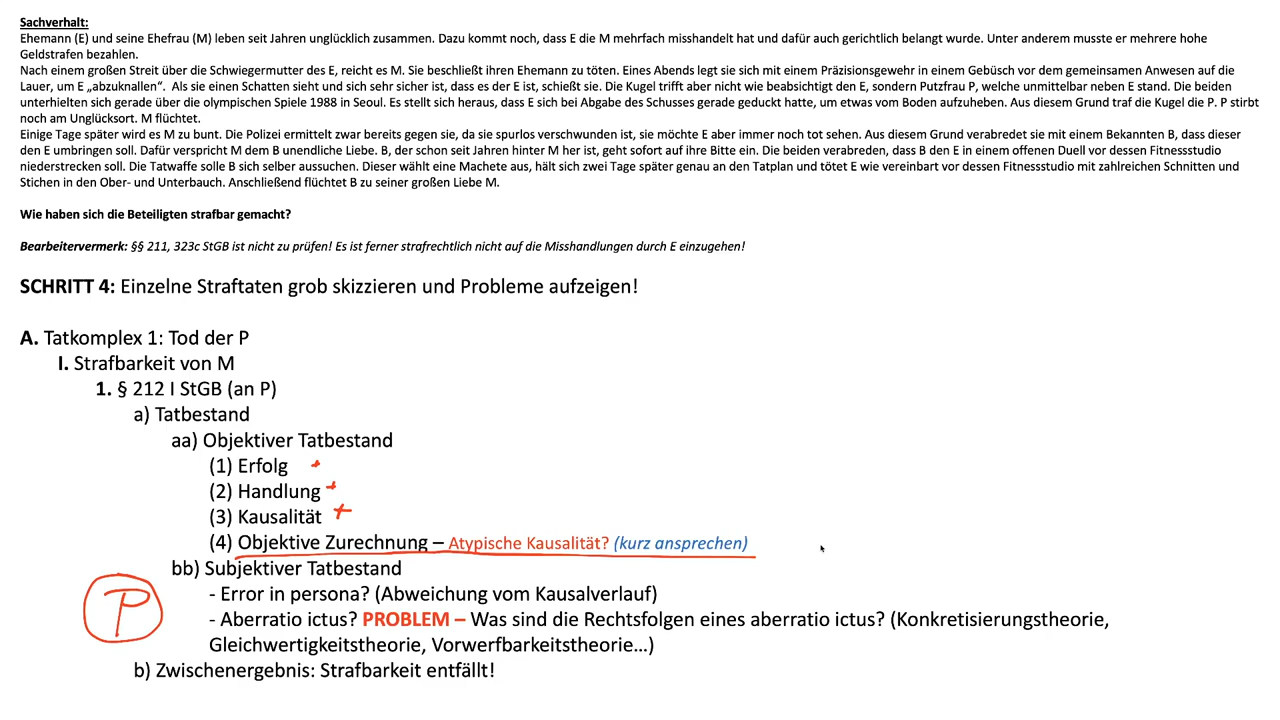 Sachverhalt:
Ehemann (E) und seine Ehefrau (M) leben seit Jahren unglücklich zusammen. Dazu kommt noch, dass E die M mehrfach misshandelt hat und dafür auch gerichtlich belangt wurde. Unter anderem musste er mehrere hohe
Geldstrafen bezahlen.
Nach einem großen Streit über die Schwiegermutter des E, reicht es M. Sie beschließt ihren Ehemann zu töten. Eines Abends legt sie sich mit einem Präzisionsgewehr in einem Gebüsch vor dem gemeinsamen Anwesen auf die
Lauer, um E „abzuknallen“. Als sie einen Schatten sieht und sich sehr sicher ist, dass es der E ist, schießt sie. Die Kugel trifft aber nicht wie beabsichtigt den E, sondern Putzfrau P, welche unmittelbar neben E stand. Die beiden
unterhielten sich gerade über die olympischen Spiele 1988 in Seoul. Es stellt sich heraus, dass E sich bei Abgabe des Schusses gerade geduckt hatte, um etwas vom Boden aufzuheben. Aus diesem Grund traf die Kugel die P. P stirbt
noch am Unglücksort. M flüchtet.
Einige Tage später wird es M zu bunt. Die Polizei ermittelt zwar bereits gegen sie, da sie spurlos verschwunden ist, sie möchte E aber immer noch tot sehen. Aus diesem Grund verabredet sie mit einem Bekannten B, dass dieser
den E umbringen soll. Dafür verspricht M dem B unendliche Liebe. B, der schon seit Jahren hinter M her ist, geht sofort auf ihre Bitte ein. Die beiden verabreden, dass B den E in einem offenen Duell vor dessen Fitnessstudio
niederstrecken soll. Die Tatwaffe solle B sich selber aussuchen. Dieser wählt eine Machete aus, hält sich zwei Tage später genau an den Tatplan und tötet E wie vereinbart vor dessen Fitnessstudio mit zahlreichen Schnitten und
Stichen in den Ober- und Unterbauch. Anschließend flüchtet B zu seiner großen Liebe M.
Wie haben sich die Beteiligten strafbar gemacht?
Bearbeitervermerk: §§ 211, 323c StGB ist nicht zu prüfen! Es ist ferner strafrechtlich nicht auf die Misshandlungen durch E einzugehen!
SCHRITT 4: Einzelne Straftaten grob skizzieren und Probleme aufzeigen!
A. Tatkomplex 1: Tod der P
I. Strafbarkeit von M
1. § 212 I StGB (an P)
a) Tatbestand
aa) Objektiver Tatbestand
(1) Erfolg +
(2) Handlung +
(3) Kausalität +
(4) Objektive Zurechnung – Atypische Kausalität? (kurz ansprechen)
bb) Subjektiver Tatbestand
- Error in persona? (Abweichung vom Kausalverlauf)
P
- Aberratio ictus? PROBLEM – Was sind die Rechtsfolgen eines aberratio ictus? (Konkretisierungstheorie,
Gleichwertigkeitstheorie, Vorwerfbarkeitstheorie...)
b) Zwischenergebnis: Strafbarkeit entfällt!